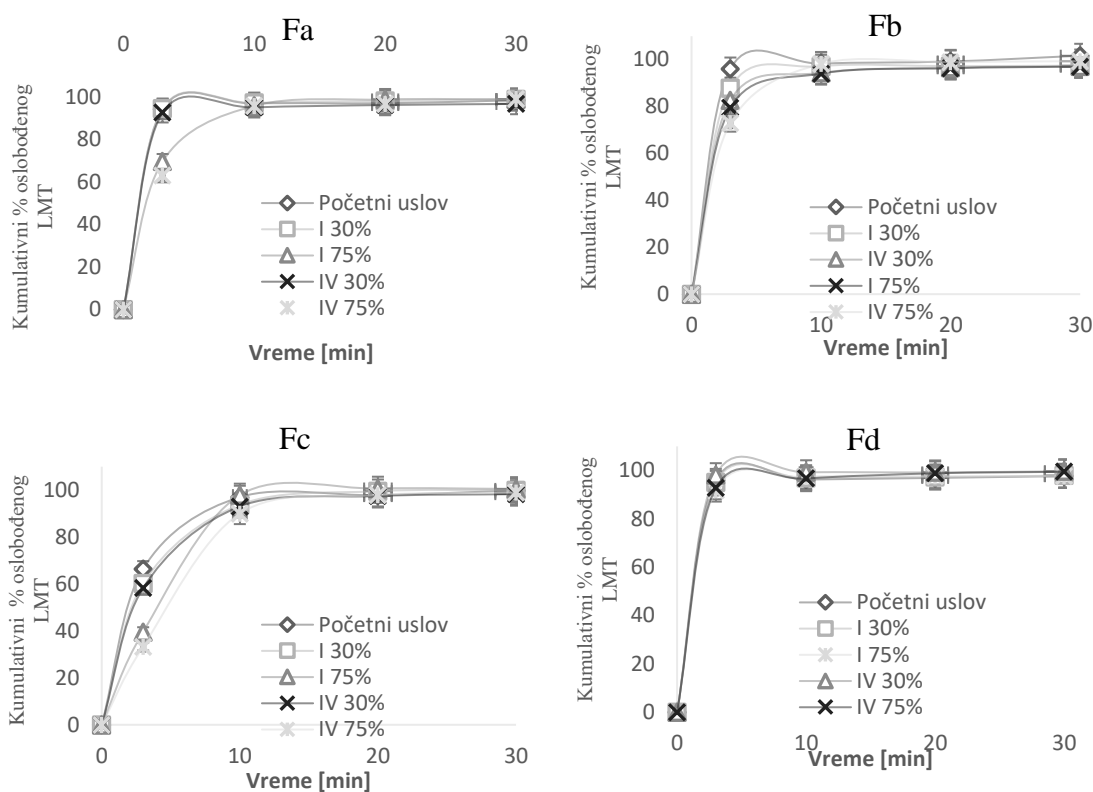 Fa
0 10 20 30
100
80
60
40
20
0
Kumulativni % oslobođenog
LMT
Početni uslov
I 30%
I 75%
IV 30%
IV 75%
Vreme [min]
Fb
100
80
60
40
20
0
Kumulativni % oslobođenog
LMT
Početni uslov
I 30%
IV 30%
I 75%
IV 75%
0 10 20 30
Vreme [min]
Fc
100
80
60
40
20
0
Kumulativni % oslobođenog
LMT
Početni uslov
I 30%
I 75%
IV 30%
IV 75%
0 10 20 30
Vreme [min]
Fd
100
80
60
40
20
0
Kumulativni % oslobođenog
LMT
Početni uslov
I 30%
I 75%
IV 30%
IV 75%
0 10 20 30
Vreme [min]